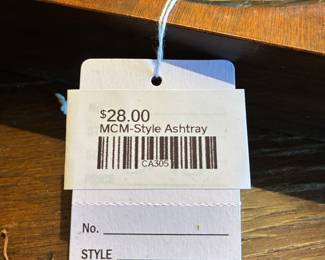 $28.00
MCM-Style Ashtray
CA305
No.
STYLE